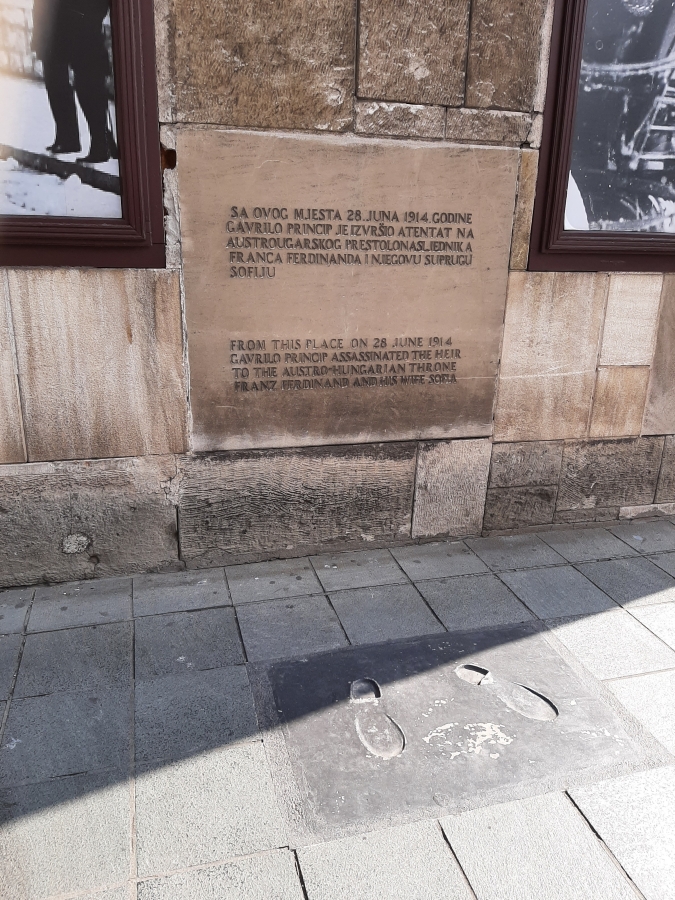 SA OVOG MJESTA 28. JUNA 1914. GODINE
GAVRILO PRINCIP JE IZVRŠIO ATENTAT NA
AUSTROUGARSKOG PRESTOLONASLJEDNIKA
FRANCA FERDINANDA I NJEGOVU SUPRUGU
SOFIJU
FROM THIS PLACE ON 28 JUNE 1914
GAVRILO PRINCIP ASSASSINATED THE HEIR
TO THE AUSTRO-HUNGARIAN THRONE
FRANZ FERDINAND AND HIS WIFE SOFIA